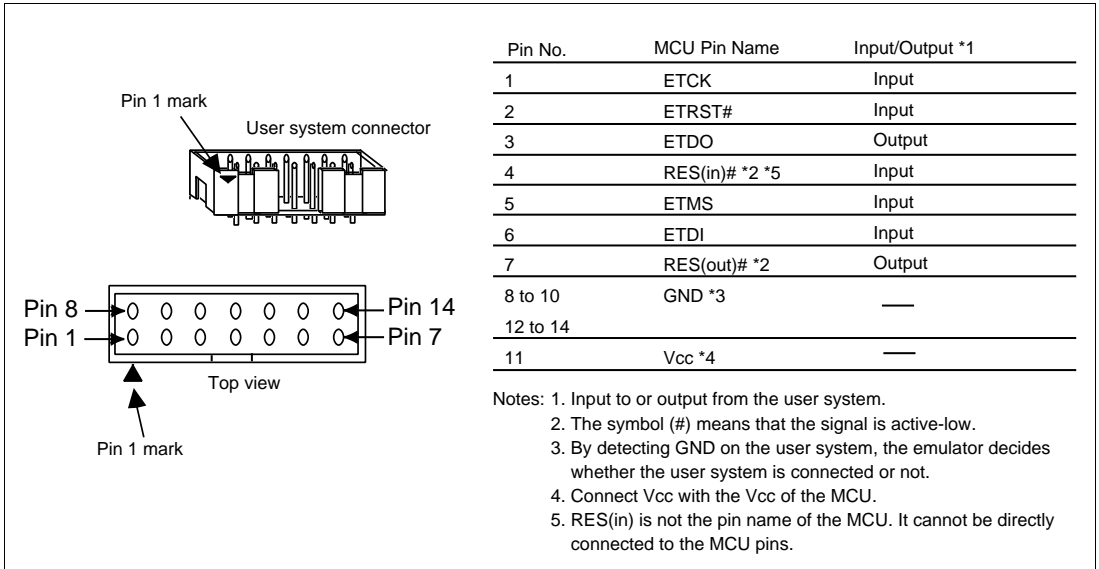 Pin 1 mark
User system connector
Pin 8
Pin 14
Pin 1
Pin 7
Top view
Pin 1 mark
Pin No. MCU Pin Name Input/Output *1
1 ETCK Input
2 ETRST# Input
3 ETDO Output
4 RES(in)# *2 *5 Input
5 ETMS Input
6 ETDI Input
7 RES(out)# *2 Output
8 to 10 GND *3 —
12 to 14
11 Vcc *4 —
Notes: 1. Input to or output from the user system.
2. The symbol (#) means that the signal is active-low.
3. By detecting GND on the user system, the emulator decides
whether the user system is connected or not.
4. Connect Vcc with the Vcc of the MCU.
5. RES(in) is not the pin name of the MCU. It cannot be directly
connected to the MCU pins.